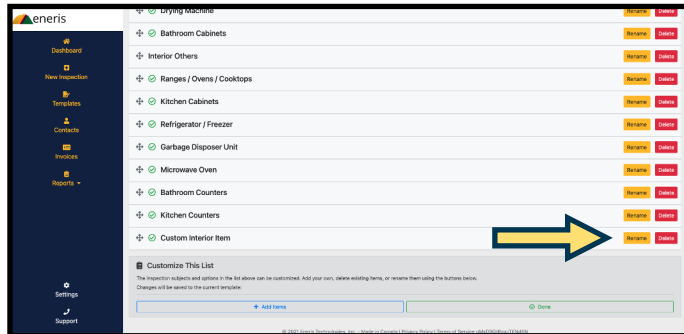 eneris
Dashboard
New Inspection
Templates
Contacts
Invoices
Reports
Settings
Support
Drying Machine Rename Delete
Bathroom Cabinets Rename Delete
Interior Others Rename Delete
Ranges / Ovens / Cooktops Rename Delete
Kitchen Cabinets Rename Delete
Refrigerator / Freezer Rename Delete
Garbage Disposer Unit Rename Delete
Microwave Oven Rename Delete
Bathroom Counters Rename Delete
Kitchen Counters Rename Delete
Custom Interior Item Rename Delete
Customize This List
The inspection subjects and options in the list above can be customized. Add your own, delete existing items, or rename them using the buttons below.
Changes will be saved to the current template.
+ Add Items
Done
© 2021 Eneris Technologies, Inc. - Made in Canada | Privacy Policy | Terms of Service